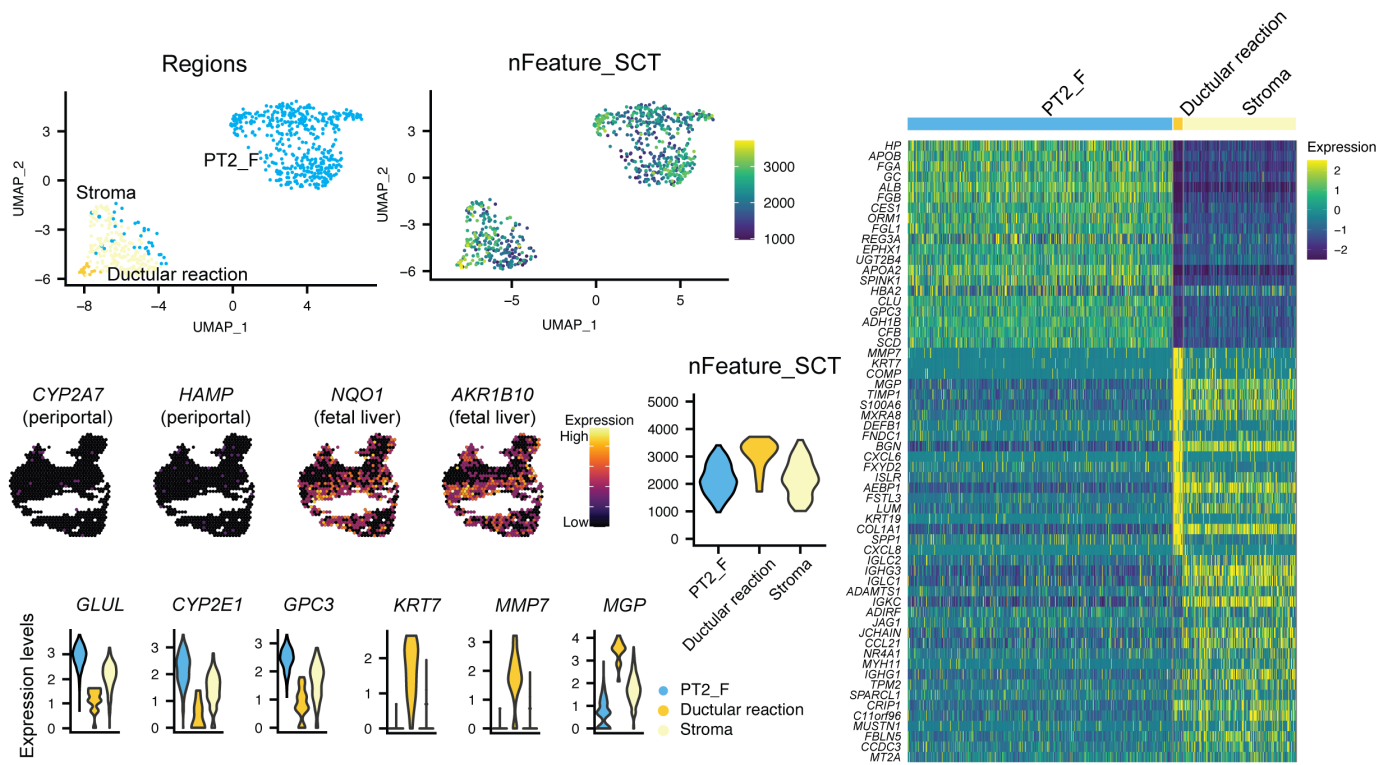 Regions
UMAP_2
3
0
−3
−6
−8
−4
0
4
UMAP_1
PT2_F
Stroma
Ductular reaction
nFeature_SCT
UMAP_2
3
0
−3
−6
−5
0
5
UMAP_1
3000
2000
1000
CYP2A7
(periportal)
HAMP
(periportal)
NQO1
(fetal liver)
AKR1B10
(fetal liver)
Expression
High
Low
nFeature_SCT
5000
4000
3000
2000
1000
0
PT2_F
Ductular reaction
Stroma
Expression levels
GLUL
3
2
1
0
CYP2E1
3
2
1
0
GPC3
3
2
1
0
KRT7
2
1
0
MMP7
3
2
1
0
MGP
4
3
2
1
0
PT2_F
Ductular reaction
Stroma
PT2_F
Ductular reaction
Stroma
HP
APOB
FGA
GC
ALB
FGB
CES1
ORM1
FGL1
REG3A
EPHX1
UGT2B4
APOA2
SPINK1
HBA2
CLU
GPC3
ADH1B
CFB
SCD
MMP7
KRT7
COMP
MGP
TIMP1
S100A6
MXRA8
DEFB1
FNDC1
BGN
CXCL6
FXYD2
ISLR
AEBP1
FSTL3
LUM
KRT19
COL1A1
SPP1
CXCL8
IGLC2
IGHG3
IGLC1
ADAMTS1
IGKC
ADIRF
JAG1
JCHAIN
CCL21
NR4A1
MYH11
IGHG1
TPM2
SPARCL1
CRIP1
C11orf96
MUSTN1
FBLN5
CCDC3
MT2A
Expression
2
1
0
−1
−2